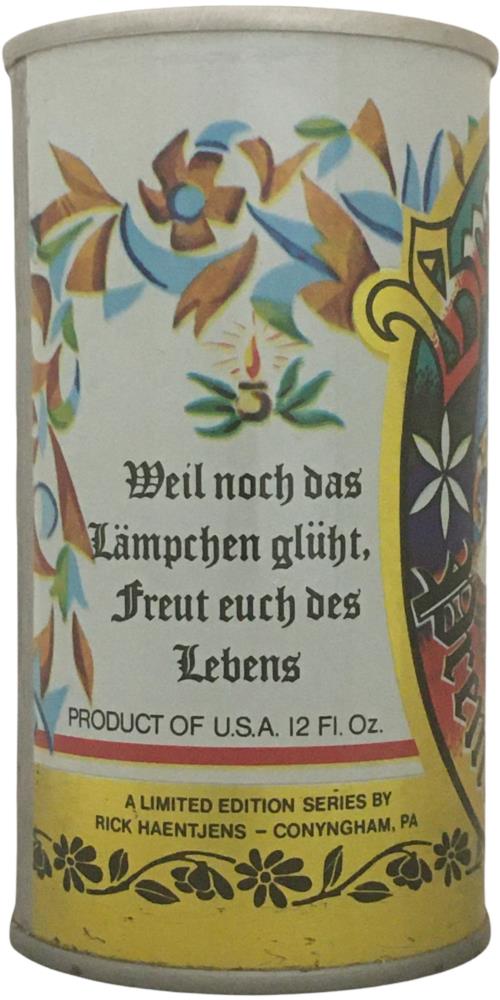 Weil noch das
Lämpchen glüht,
Freut euch des
Lebens
PRODUCT OF U.S.A. 12 Fl. Oz.
A LIMITED EDITION SERIES BY
RICK HAENTJENS – CONYNGHAM, PA